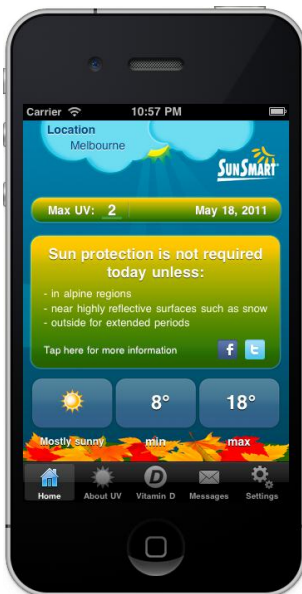 Carrier 10:57 PM
Location
Melbourne
SUNSMART
Max UV: 2 May 18, 2011
Sun protection is not required
today unless:
- in alpine regions
- near highly reflective surfaces such as snow
- outside for extended periods
Tap here for more information f t
8° 18°
Mostly sunny min max
D
Home About UV Vitamin D Messages Settings